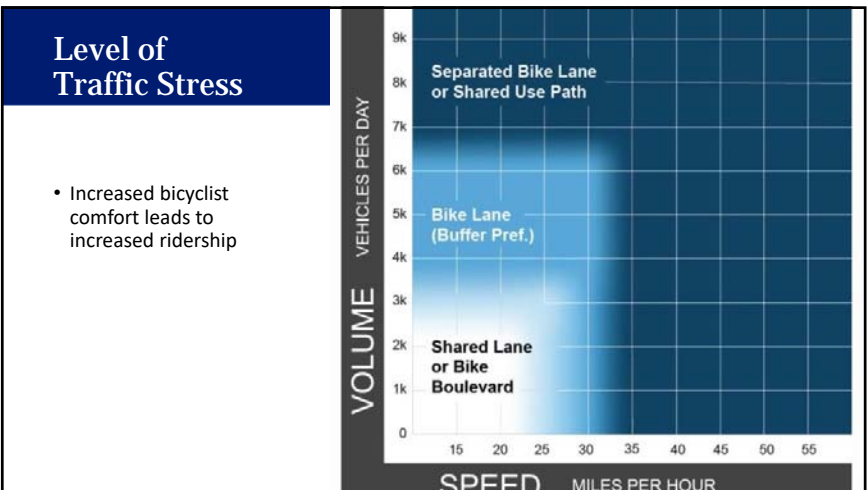 Level of
Traffic Stress
• Increased bicyclist
comfort leads to
increased ridership
VOLUME VEHICLES PER DAY
9k
8k
7k
6k
5k
4k
3k
2k
1k
0
Separated Bike Lane
or Shared Use Path
Bike Lane
(Buffer Pref.)
Shared Lane
or Bike
Boulevard
15 20 25 30 35 40 45 50 55
SPEED MILES PER HOUR